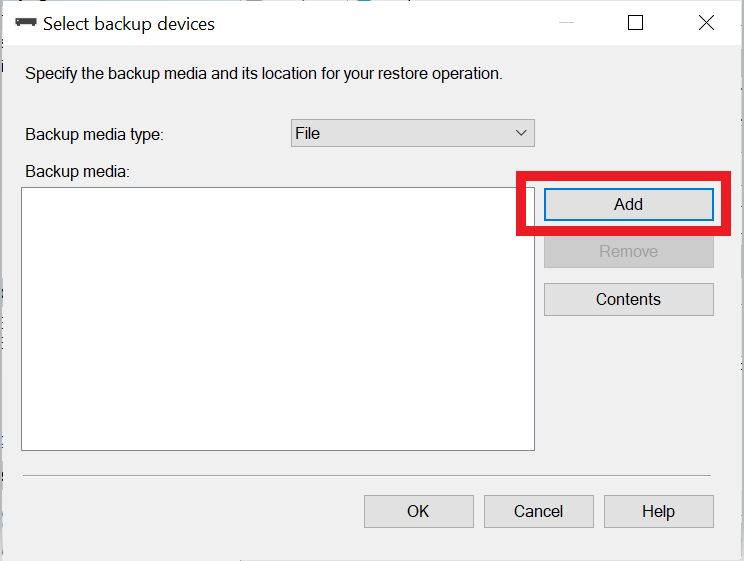 Select backup devices
Specify the backup media and its location for your restore operation.
Backup media type:
File
Backup media:
Add
Remove
Contents
OK
Cancel
Help